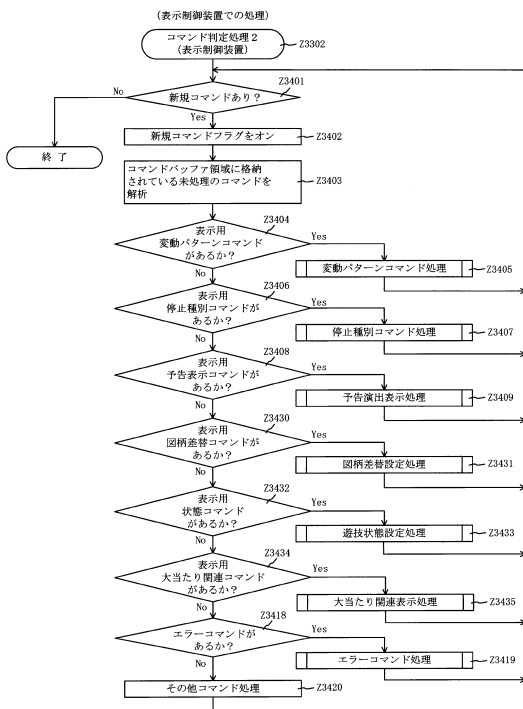 (表示制御装置での処理)
コマンド判定処理2
(表示制御装置)
Z3302
Z3401
新規コマンドあり?
No
Yes
終了
新規コマンドフラグをオン
Z3402
コマンドバッファ領域に格納
されている未処理のコマンドを
解析
Z3403
Z3404
表示用
変動パターンコマンド
があるか?
Yes
No
変動パターンコマンド処理
Z3405
Z3406
表示用
停止種別コマンドが
あるか?
Yes
No
停止種別コマンド処理
Z3407
Z3408
表示用
予告表示コマンドが
あるか?
Yes
No
予告演出表示処理
Z3409
Z3430
表示用
図柄差替コマンドが
あるか?
Yes
No
図柄差替設定処理
Z3431
Z3432
表示用
状態コマンド
があるか?
Yes
No
遊技状態設定処理
Z3433
Z3434
表示用
大当たり関連コマンド
があるか?
Yes
No
大当たり関連表示処理
Z3435
Z3418
エラーコマンドが
あるか?
Yes
No
エラーコマンド処理
Z3419
その他コマンド処理
Z3420